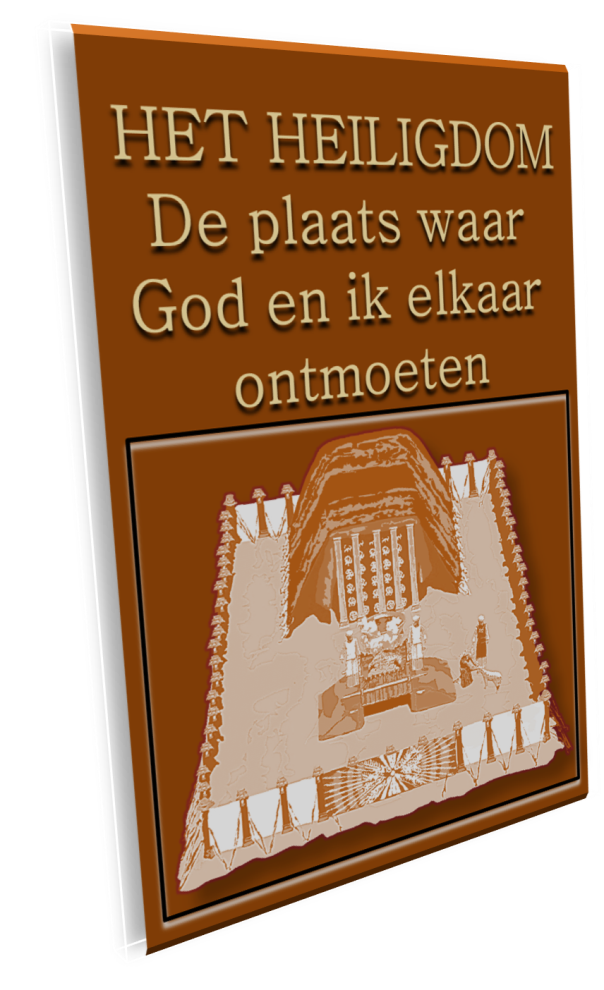 HET HEILIGDOM
De plaats waar
God en ik elkaar
ontmoeten